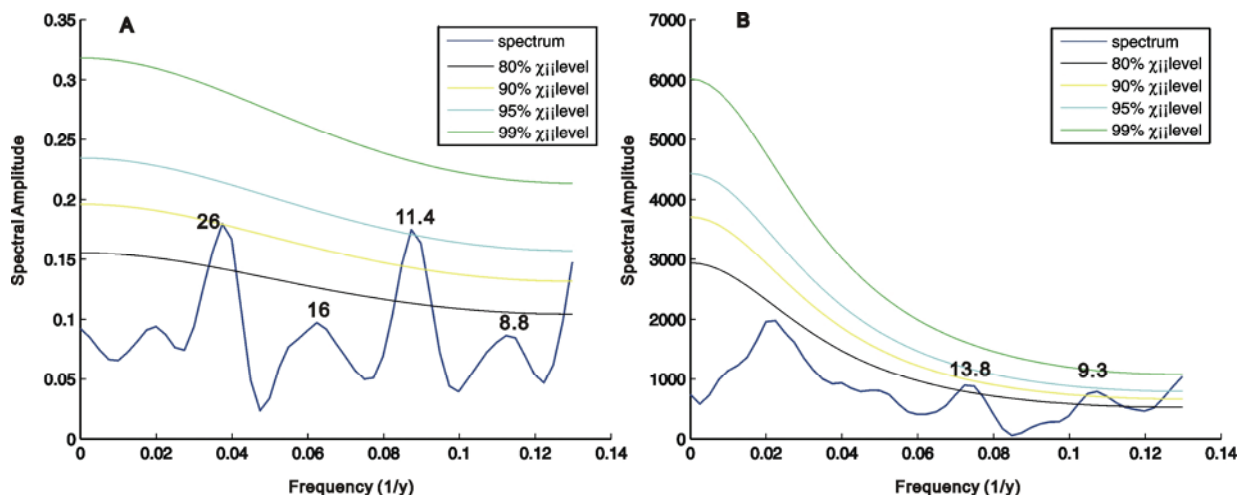 A
0.35
0.3
0.25
0.2
0.15
0.1
0.05
0
Spectral Amplitude
spectrum
80% χ¡¡level
90% χ¡¡level
95% χ¡¡level
99% χ¡¡level
26
16
11.4
8.8
0 0.02 0.04 0.06 0.08 0.1 0.12 0.14
Frequency (1/y)
B
7000
6000
5000
4000
3000
2000
1000
0
Spectral Amplitude
spectrum
80% χ¡¡level
90% χ¡¡level
95% χ¡¡level
99% χ¡¡level
13.8
9.3
0 0.02 0.04 0.06 0.08 0.1 0.12 0.14
Frequency (1/y)